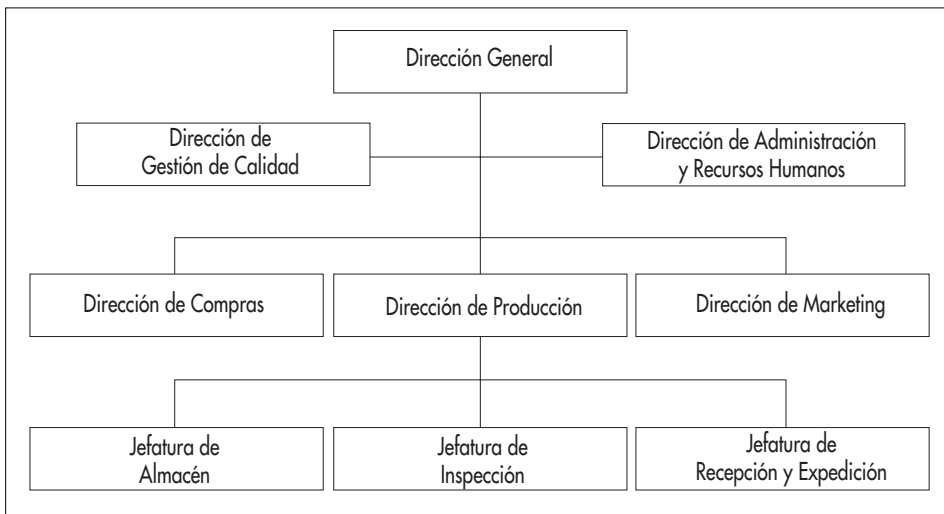 Dirección General
Dirección de
Gestión de Calidad
Dirección de Administración
y Recursos Humanos
Dirección de Compras
Dirección de Producción
Dirección de Marketing
Jefatura de
Almacén
Jefatura de
Inspección
Jefatura de
Recepción y Expedición